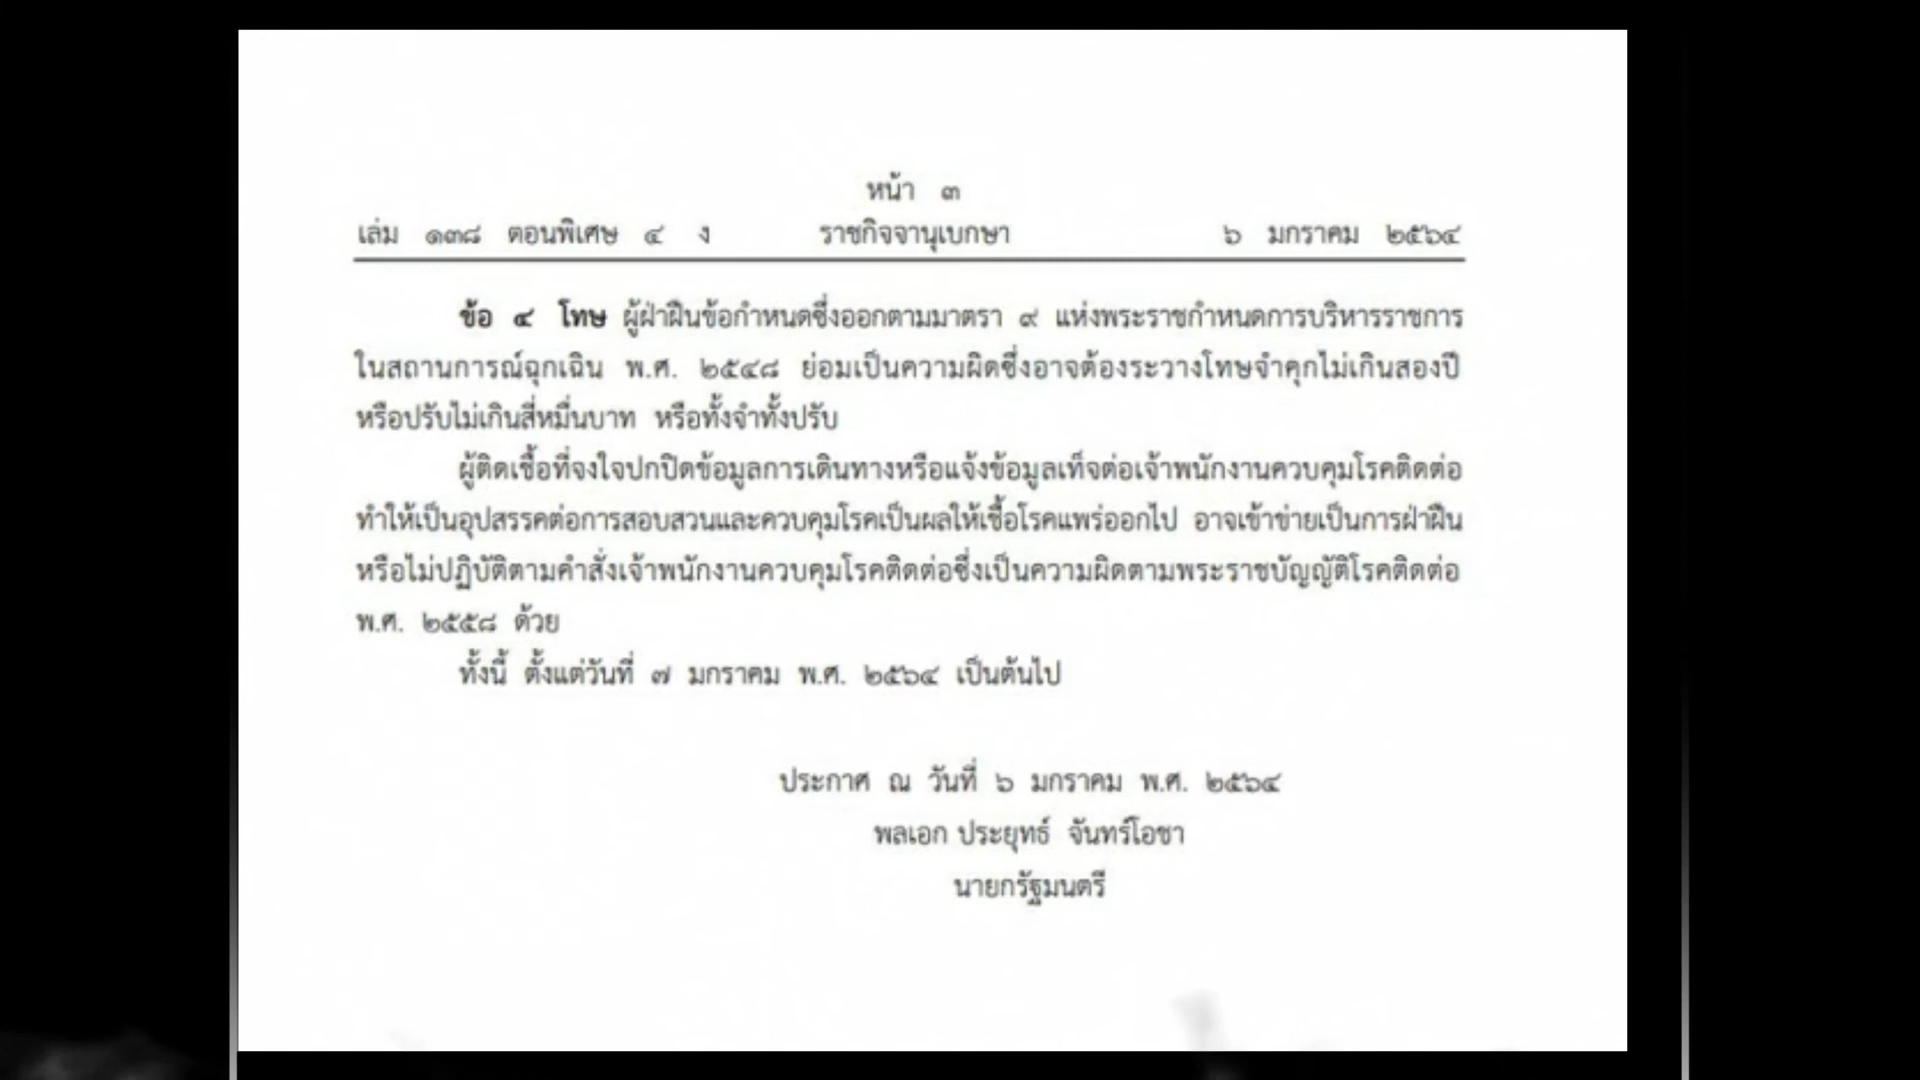 หน้า ๓
เล่ม ๑๓๘ ตอนพิเศษ ๔ ง ราชกิจจานุเบกษา ๖ มกราคม ๒๕๖๔
ข้อ ๔ โทษ ผู้ฝ่าฝืนข้อกำหนดซึ่งออกตามมาตรา ๙ แห่งพระราชกำหนดการบริหารราชการ
ในสถานการณ์ฉุกเฉิน พ.ศ. ๒๕๔๘ ย่อมเป็นความผิดซึ่งอาจต้องระวางโทษจำคุกไม่เกินสองปี
หรือปรับไม่เกินสี่หมื่นบาท หรือทั้งจำทั้งปรับ
ผู้ติดเชื้อที่จงใจปกปิดข้อมูลการเดินทางหรือแจ้งข้อมูลเท็จต่อเจ้าพนักงานควบคุมโรคติดต่อ
ทำให้เป็นอุปสรรคต่อการสอบสวนและควบคุมโรคเป็นผลให้เชื้อโรคแพร่ออกไป อาจเข้าข่ายเป็นการฝ่าฝืน
หรือไม่ปฏิบัติตามคำสั่งเจ้าพนักงานควบคุมโรคติดต่อซึ่งเป็นความผิดตามพระราชบัญญัติโรคติดต่อ
พ.ศ. ๒๕๕๘ ด้วย
ทั้งนี้ ตั้งแต่วันที่ ๗ มกราคม พ.ศ. ๒๕๖๔ เป็นต้นไป
ประกาศ ณ วันที่ ๖ มกราคม พ.ศ. ๒๕๖๔
พลเอก ประยุทธ์ จันทร์โอชา
นายกรัฐมนตรี